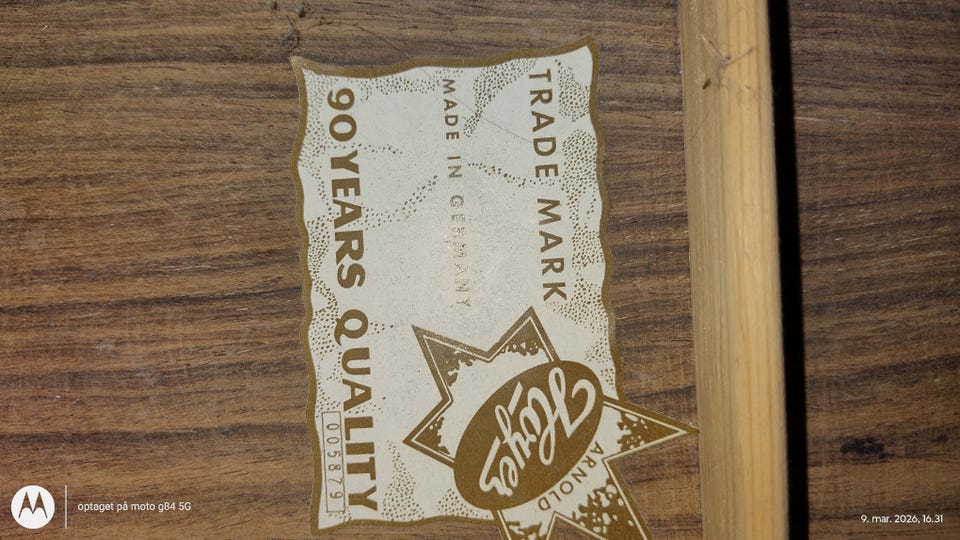 TRADE MARK
MADE IN GERMANY
ARNOLD
Hoyer
90 YEARS QUALITY
005879
optaget på moto g84 5G
9. mar. 2026, 16.31